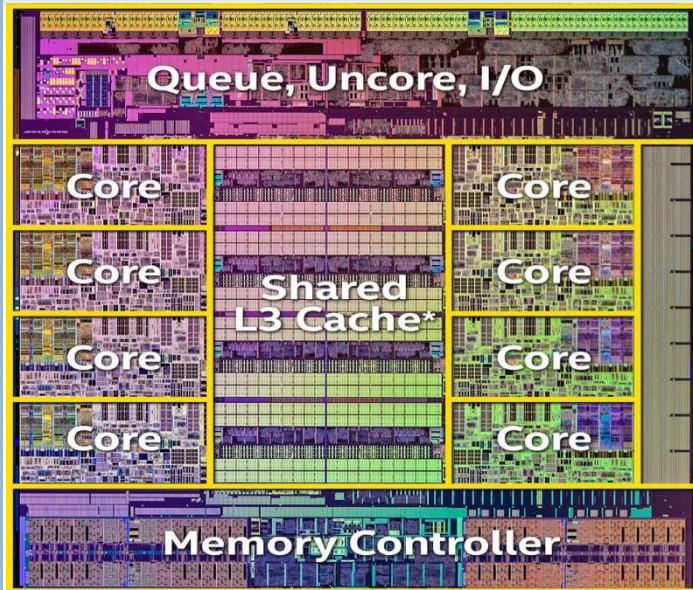 Queue, Uncore, I/O
Core
Core
Core
Core
Shared
L3 Cache*
Core
Core
Core
Core
Memory Controller